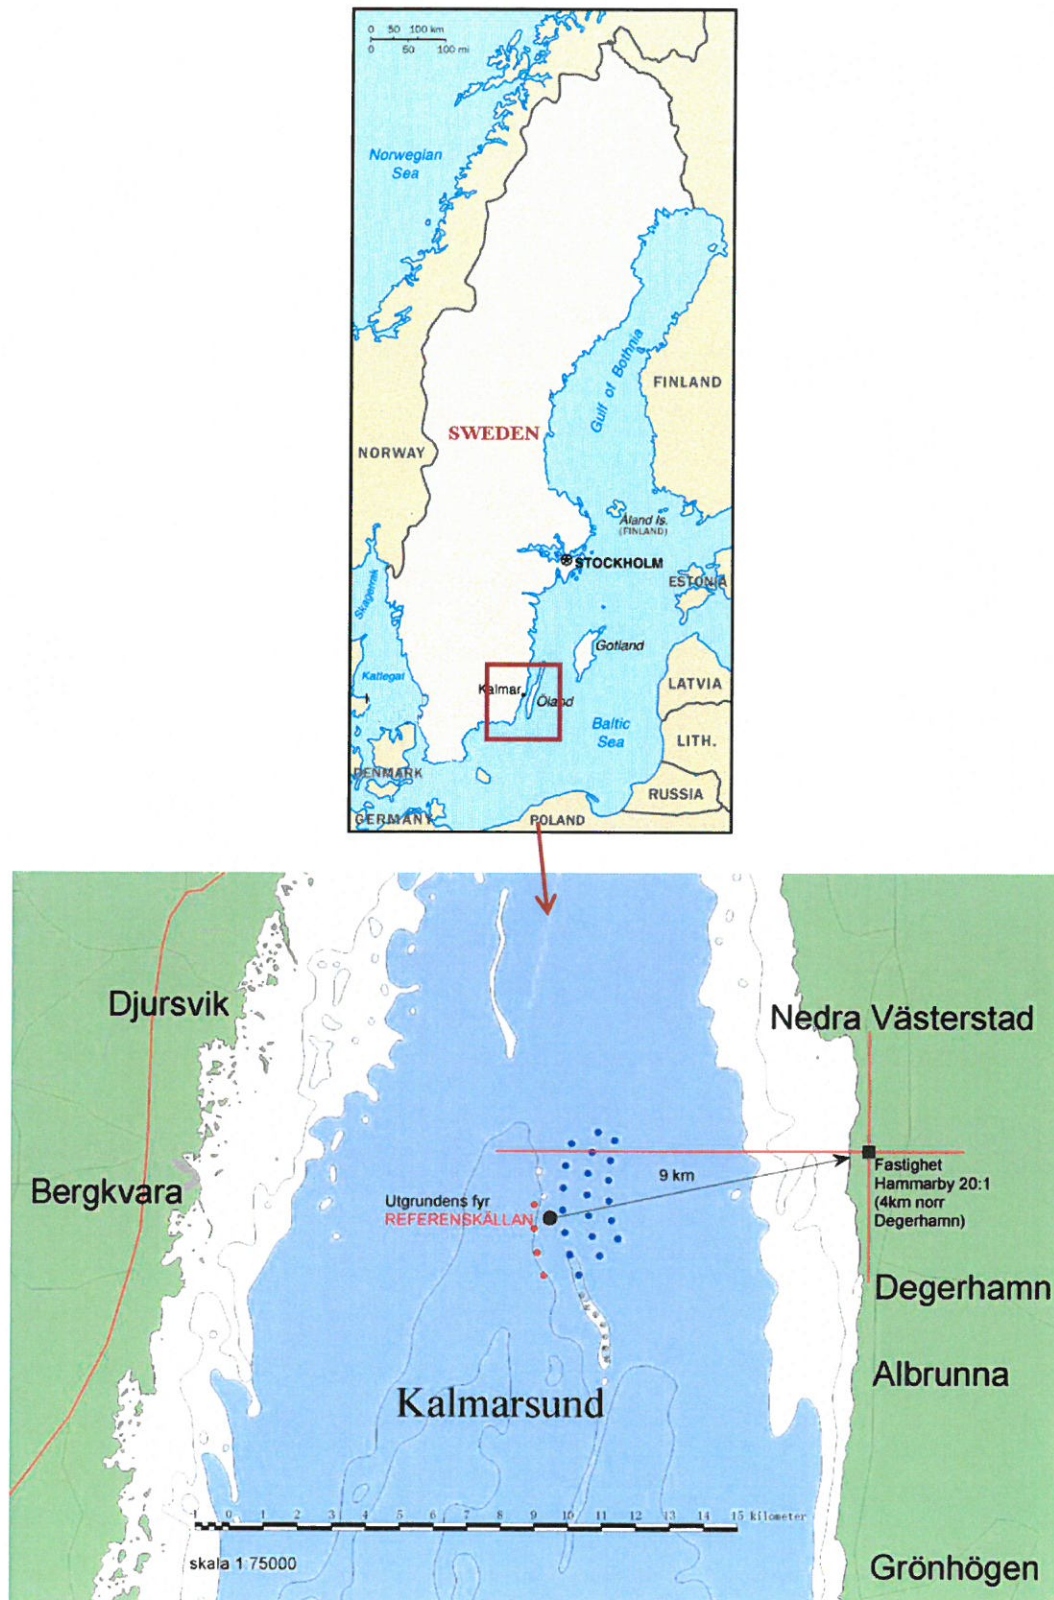 0 50 100 km
0 50 100 mi
Norwegian
Sea
Gulf of Bothnia
FINLAND
SWEDEN
NORWAY
Åland Is.
(FINLAND)
STOCKHOLM
ESTONIA
Skagerrak
Gotland
Kattegat
LATVIA
Kalmar
Öland
Baltic
Sea
LITH.
DENMARK
RUSSIA
GERMANY
POLAND
Djursvik
Nedra Västerstad
Bergkvara
9 km
Fastighet
Hammarby 20:1
(4km norr
Degerhamn)
Utgrundens fyr
REFERENSKÄLLAN
Degerhamn
Albrunna
Kalmarsund
1 0 1 2 3 4 5 6 7 8 9 10 11 12 13 14 15 kilometer
skala 1:75000
Grönhögen